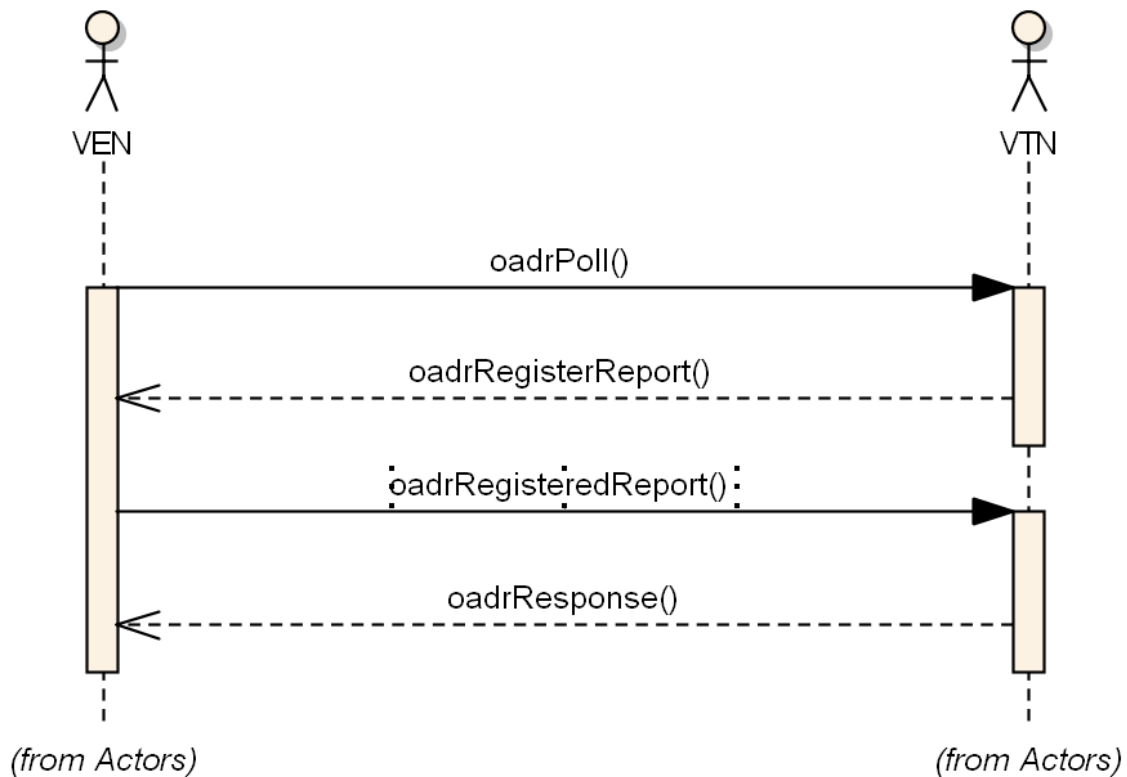 VEN
VTN
oadrPoll()
oadrRegisterReport()
oadrRegisteredReport()
oadrResponse()
(from Actors)
(from Actors)